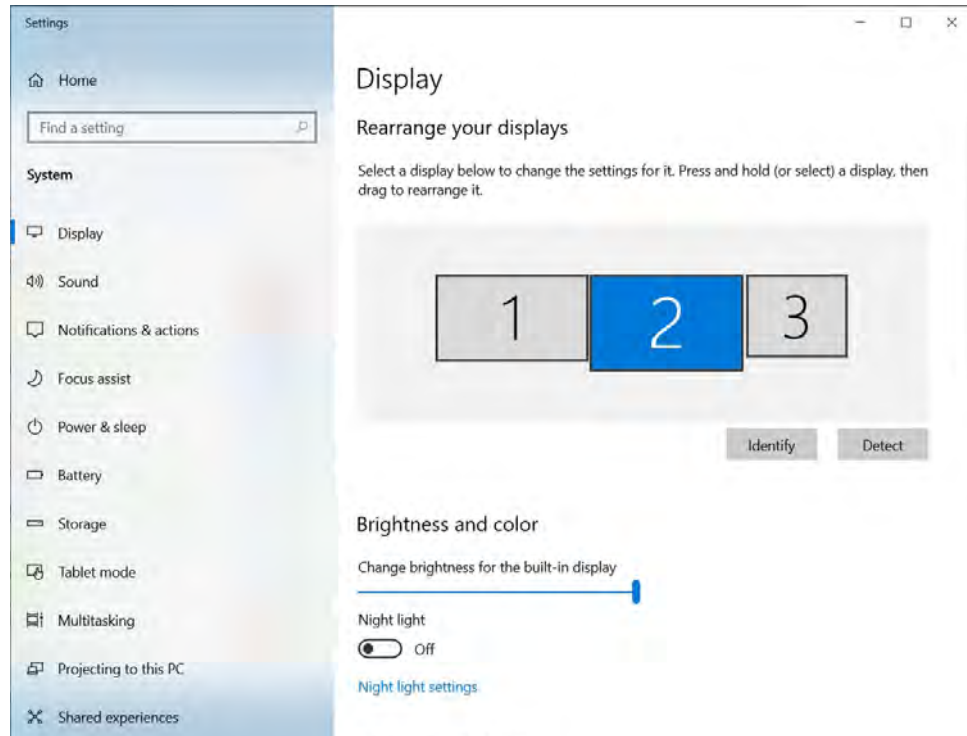 Settings
Home
Find a setting
System
Display
Sound
Notifications & actions
Focus assist
Power & sleep
Battery
Storage
Tablet mode
Multitasking
Projecting to this PC
Shared experiences
Display
Rearrange your displays
Select a display below to change the settings for it. Press and hold (or select) a display, then
drag to rearrange it.
1 2 3
Identify Detect
Brightness and color
Change brightness for the built-in display
Night light
Off
Night light settings